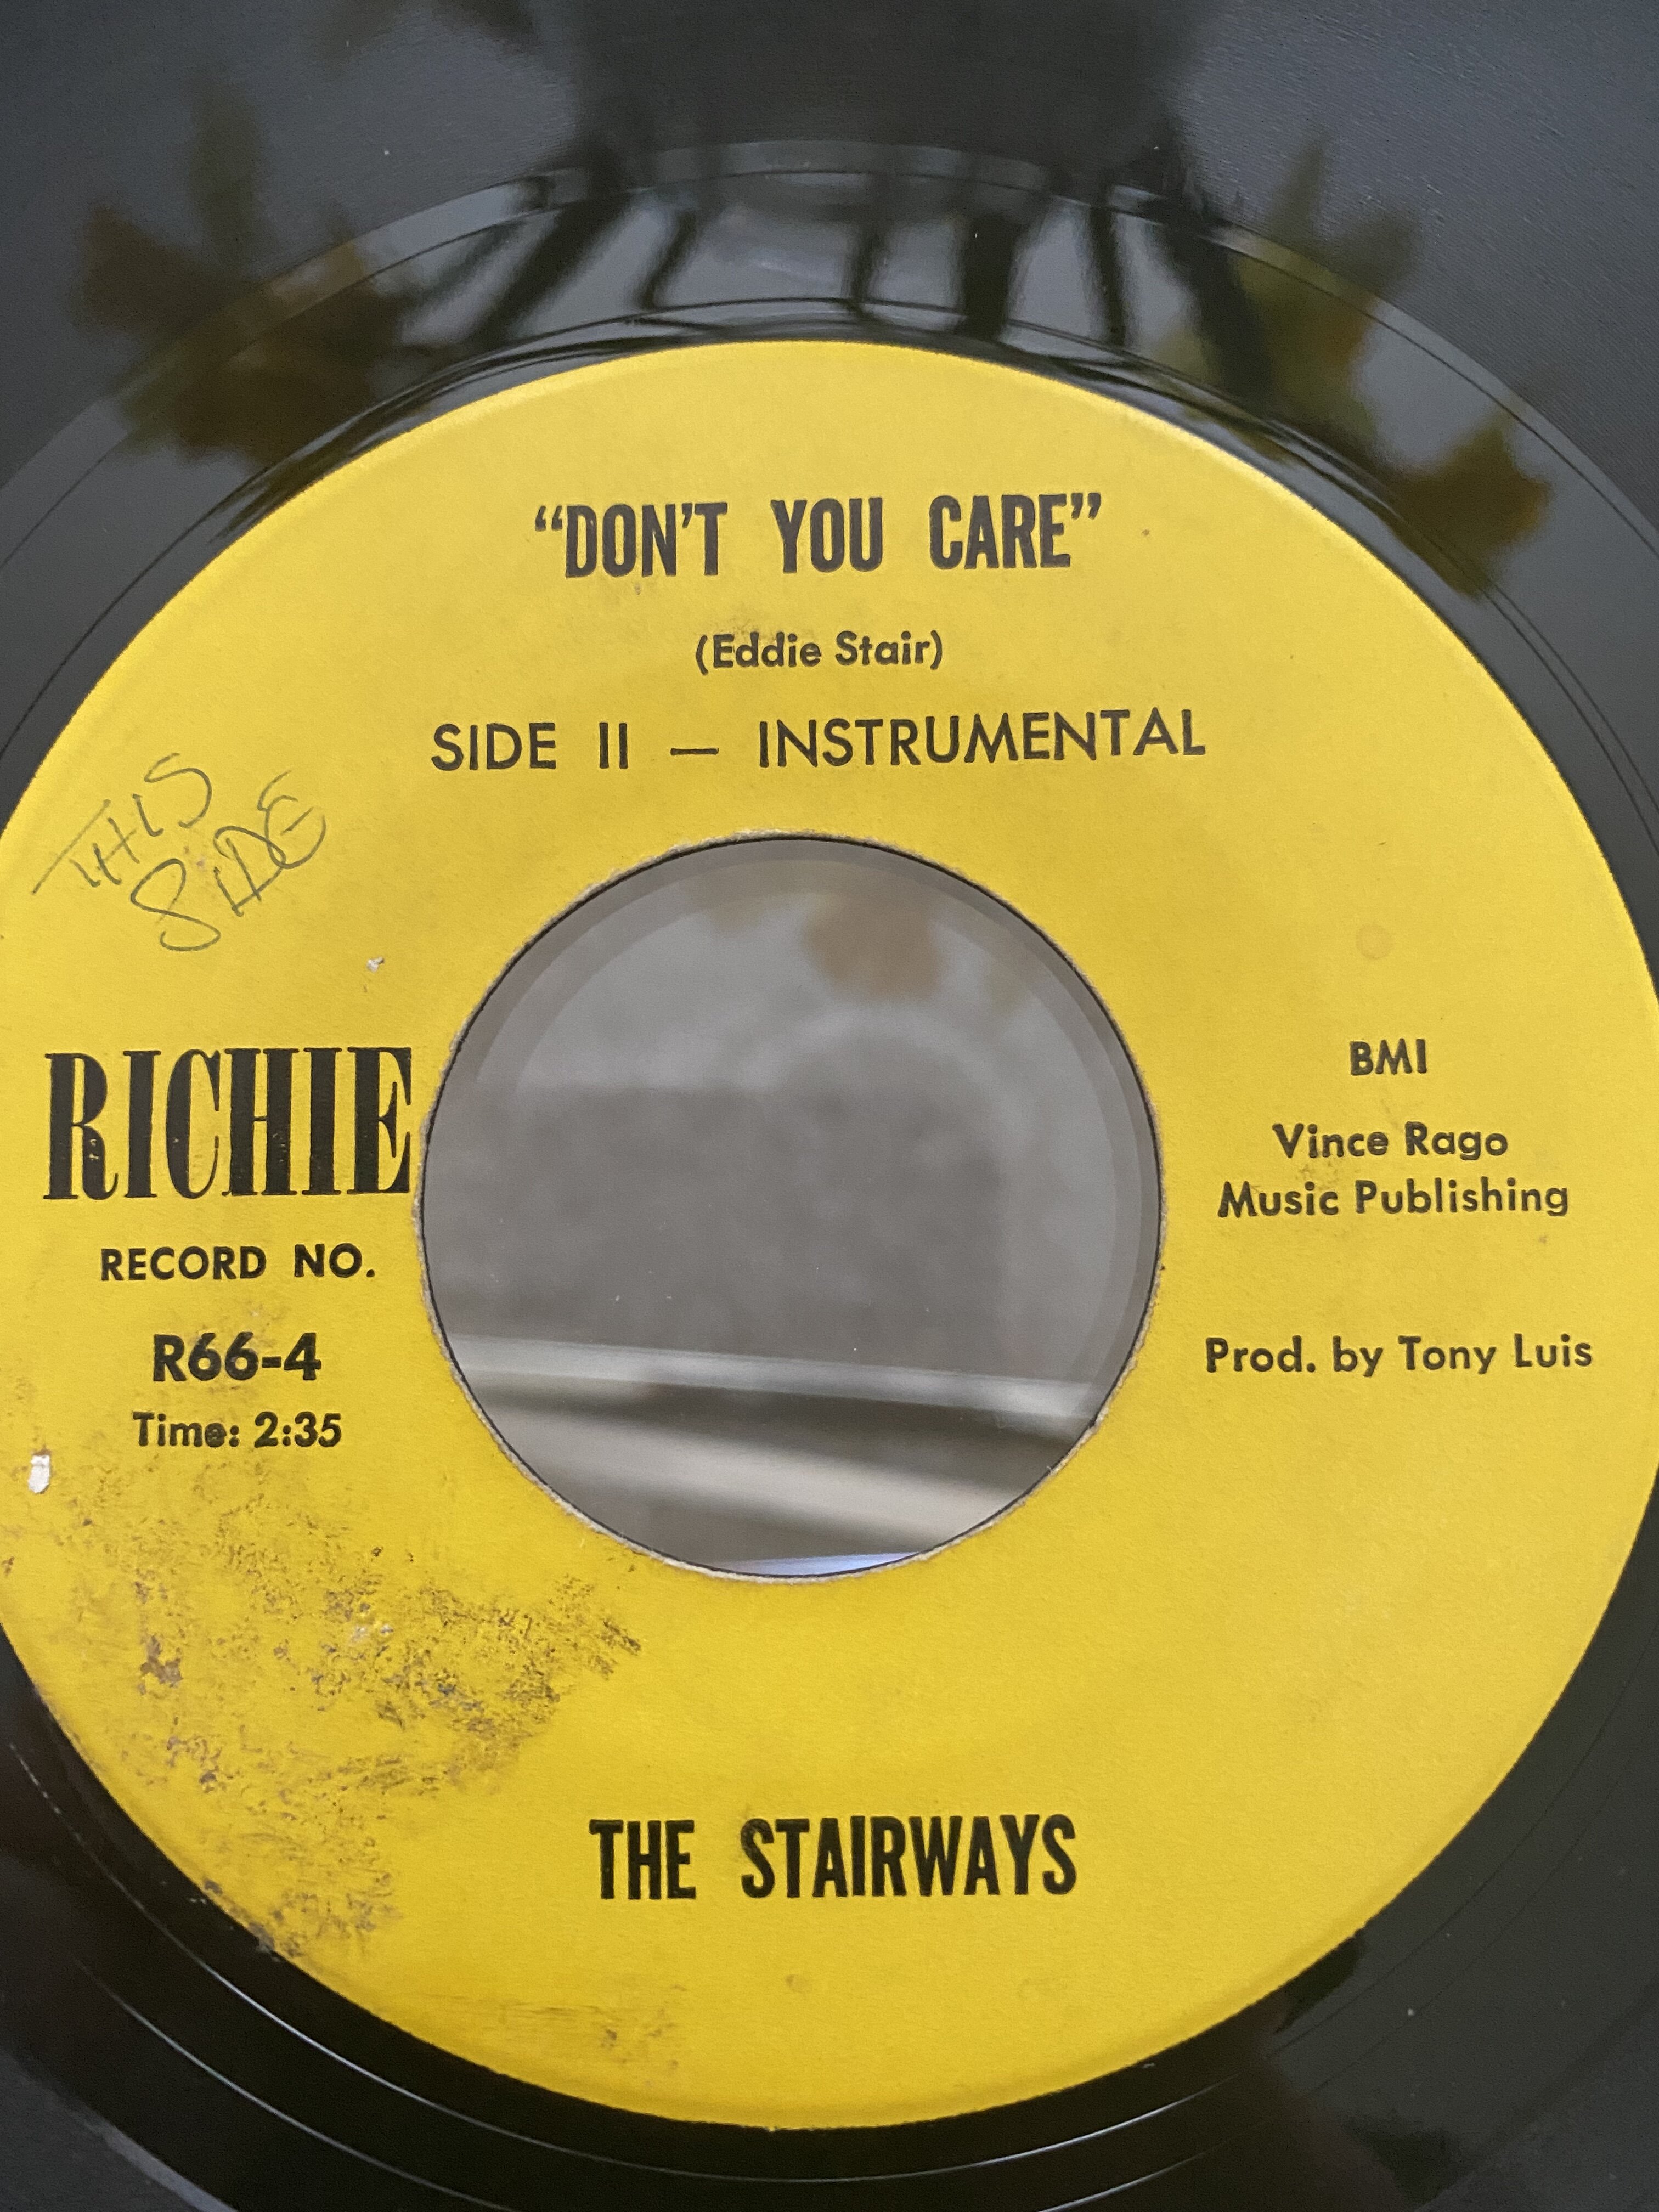 “DON'T YOU CARE”
(Eddie Stair)
SIDE II — INSTRUMENTAL
THIS
SIDE
RICHIE
RECORD NO.
R66-4
Time: 2:35
BMI
Vince Rago
Music Publishing
Prod. by Tony Luis
THE STAIRWAYS